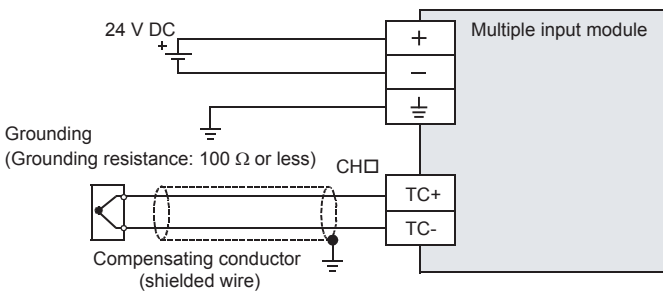 24 V DC
+
+
Multiple input module
−
Grounding
(Grounding resistance: 100 Ω or less)
CH□
TC+
TC-
Compensating conductor
(shielded wire)